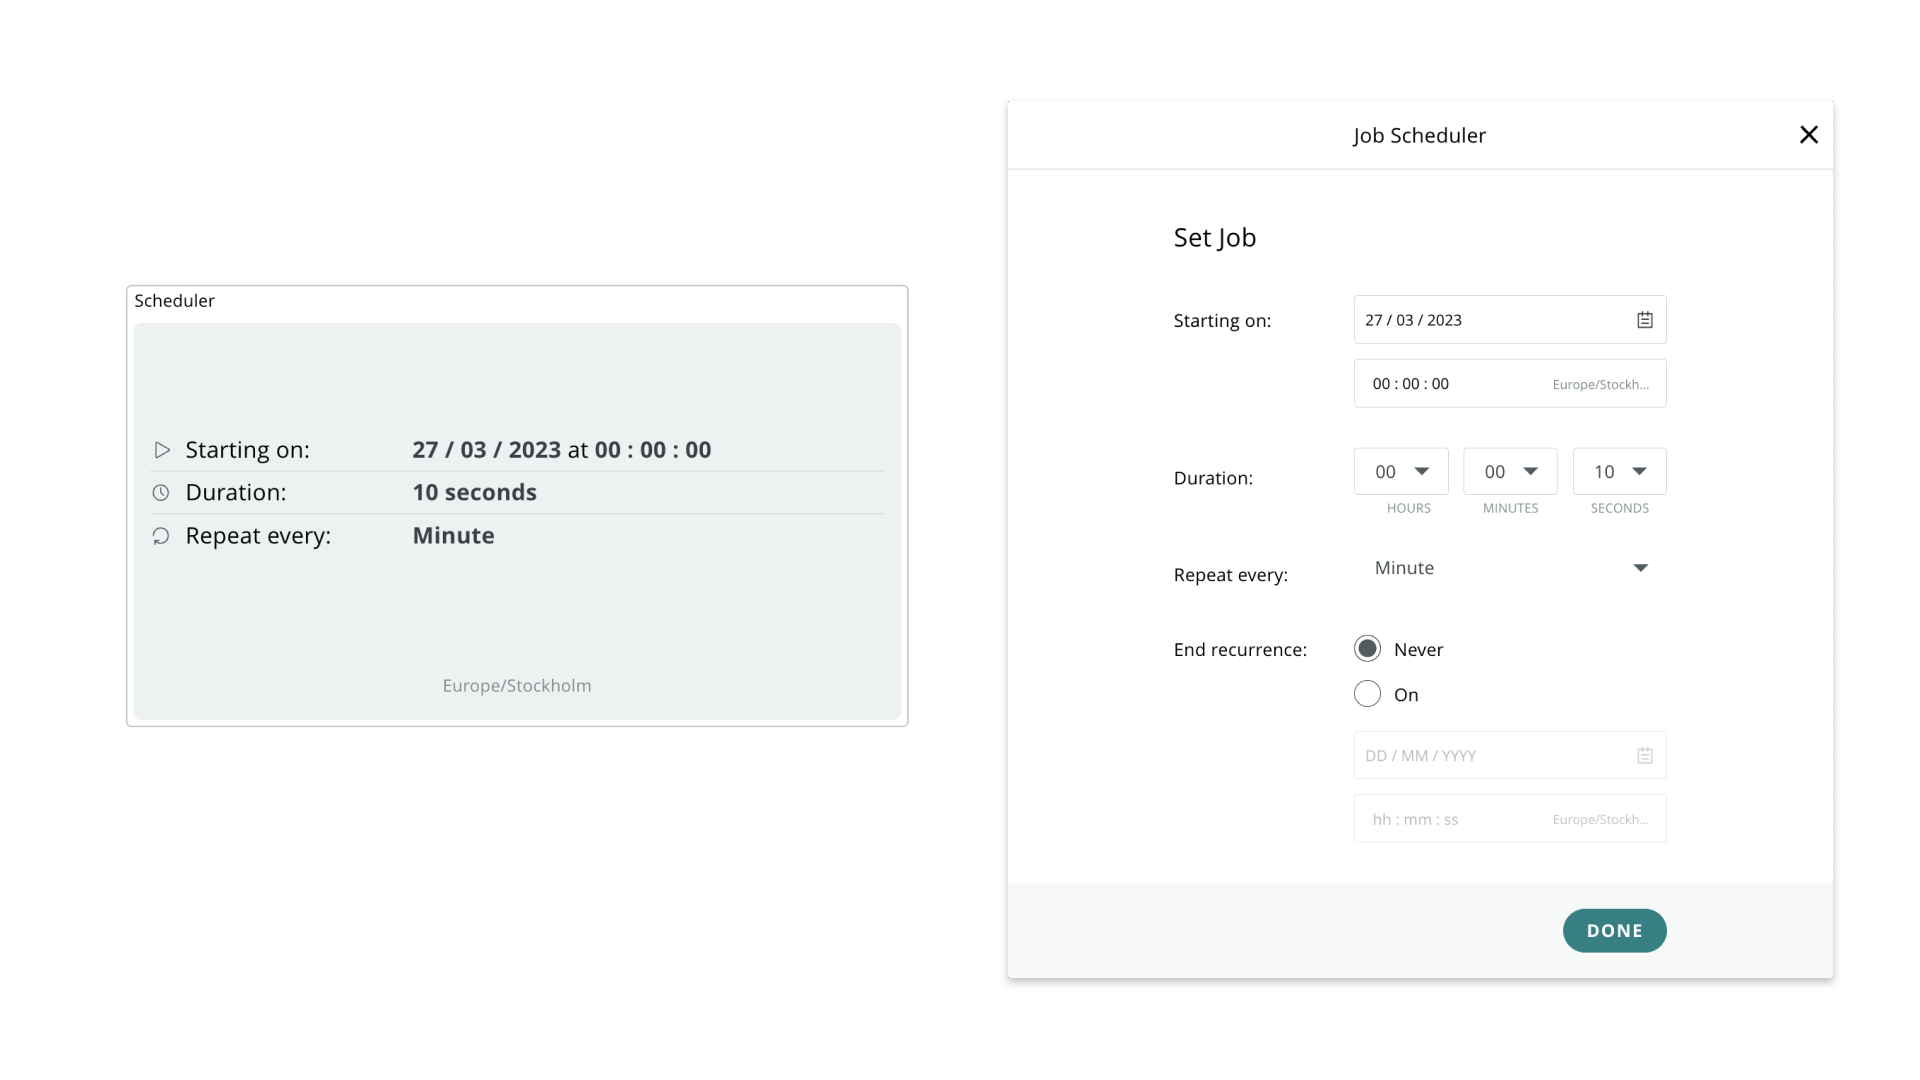 Scheduler
Starting on: 27 / 03 / 2023 at 00 : 00 : 00
Duration: 10 seconds
Repeat every: Minute
Europe/Stockholm
Job Scheduler
Set Job
Starting on: 27 / 03 / 2023
00 : 00 : 00 Europe/Stockh...
Duration: 00 00 10
HOURS MINUTES SECONDS
Repeat every: Minute
End recurrence: Never
On
DD / MM / YYYY
hh : mm : ss Europe/Stockh...
DONE